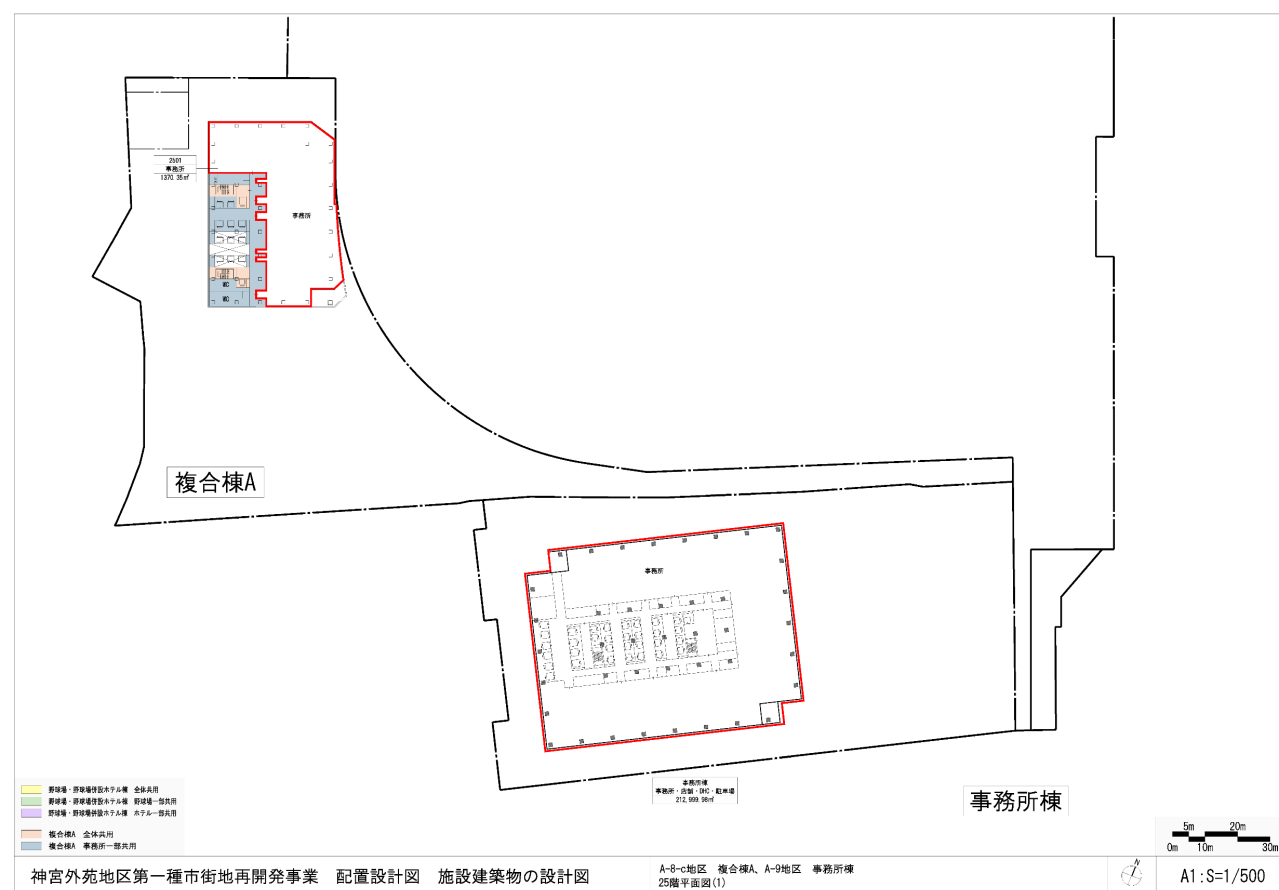 2501
事務所
1370.35㎡
事務所
WC
WC
複合棟A
事務所
事務所棟
事務所・店舗・DHC・駐車場
212,999.98㎡
事務所棟
野球場・野球場併設ホテル棟 全体共用
野球場・野球場併設ホテル棟 野球場一部共用
野球場・野球場併設ホテル棟 ホテル一部共用
複合棟A 全体共用
複合棟A 事務所一部共用
5m 20m
0m 10m 30m
神宮外苑地区第一種市街地再開発事業 配置設計図 施設建築物の設計図
A-8-c地区 複合棟A、A-9地区 事務所棟
25階平面図(1)
N
A1:S=1/500